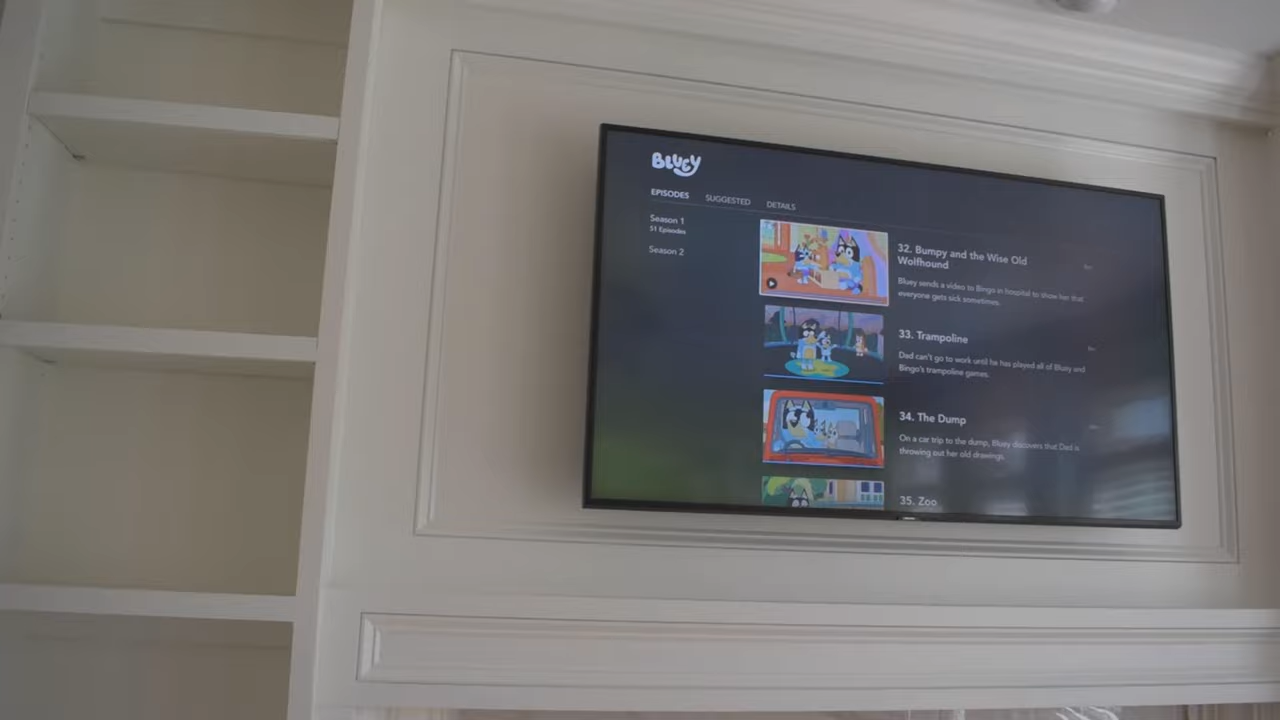 BLUEY
EPISODES SUGGESTED DETAILS
Season 1
51 Episodes
Season 2
32. Bumpy and the Wise Old
Wolfhound
Bluey sends a video to Bingo in hospital to show her that
everyone gets sick sometimes.
33. Trampoline
Dad can't go to work until he has played all of Bluey and
Bingo's trampoline games.
34. The Dump
On a car trip to the dump, Bluey discovers that Dad is
throwing out her old drawings.
35. Zoo